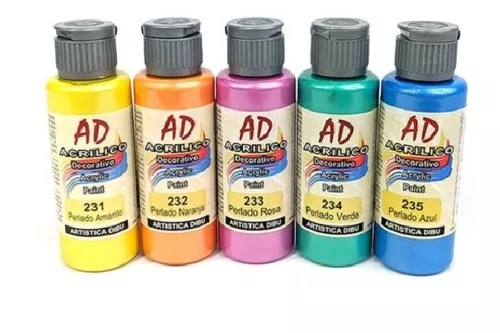 AD
ACRILICO
Decorativo
Acrylic
Paint
231
Perlado Amarillo
ARTISTICA DIBU
AD
ACRILICO
Decorativo
Acrylic
Paint
232
Perlado Naranja
ARTISTICA DIBU
AD
ACRILICO
Decorativo
Acrylic
Paint
233
Perlado Rosa
ARTISTICA DIBU
AD
ACRILICO
Decorativo
Acrylic
Paint
234
Perlado Verde
ARTISTICA DIBU
AD
ACRILICO
Decorativo
Acrylic
Paint
235
Perlado Azul
ARTISTICA DIBU